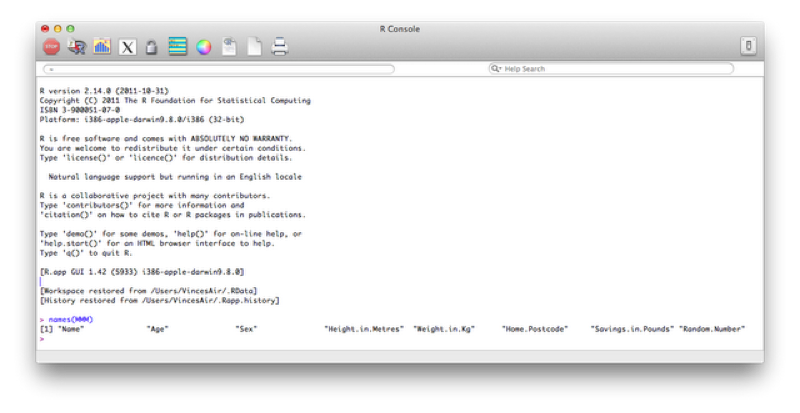 R Console
Help Search
R version 2.14.0 (2011-10-31)
Copyright (C) 2011 The R Foundation for Statistical Computing
ISBN 3-900051-07-0
Platform: i386-apple-darwin9.8.0/i386 (32-bit)
R is free software and comes with ABSOLUTELY NO WARRANTY.
You are welcome to redistribute it under certain conditions.
Type 'license()' or 'licence()' for distribution details.
Natural language support but running in an English locale
R is a collaborative project with many contributors.
Type 'contributors()' for more information and
'citation()' on how to cite R or R packages in publications.
Type 'demo()' for some demos, 'help()' for on-line help, or
'help.start()' for an HTML browser interface to help.
Type 'q()' to quit R.
[R.app GUI 1.42 (5933) i386-apple-darwin9.8.0]
[Workspace restored from /Users/VincesAir/.RData]
[History restored from /Users/VincesAir/.Rapp.history]
> names(WWW)
[1] "Name" "Age" "Sex" "Height.in.Metres" "Weight.in.Kg" "Home.Postcode" "Savings.in.Pounds" "Random.Number"
>